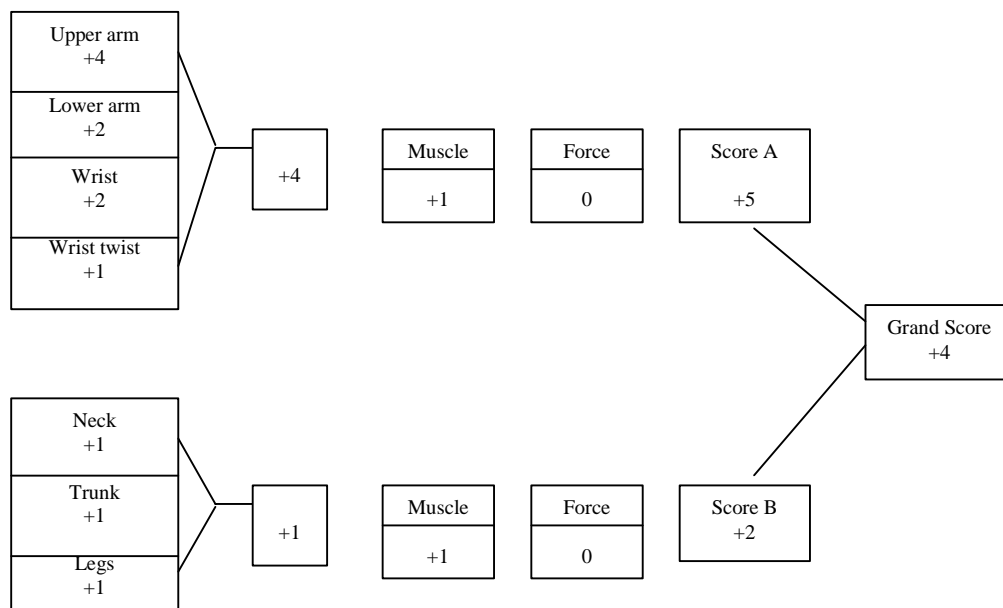 Upper arm
+4
Lower arm
+2
Wrist
+2
Wrist twist
+1
+4
Muscle
+1
Force
0
Score A
+5
Grand Score
+4
Neck
+1
Trunk
+1
Legs
+1
+1
Muscle
+1
Force
0
Score B
+2